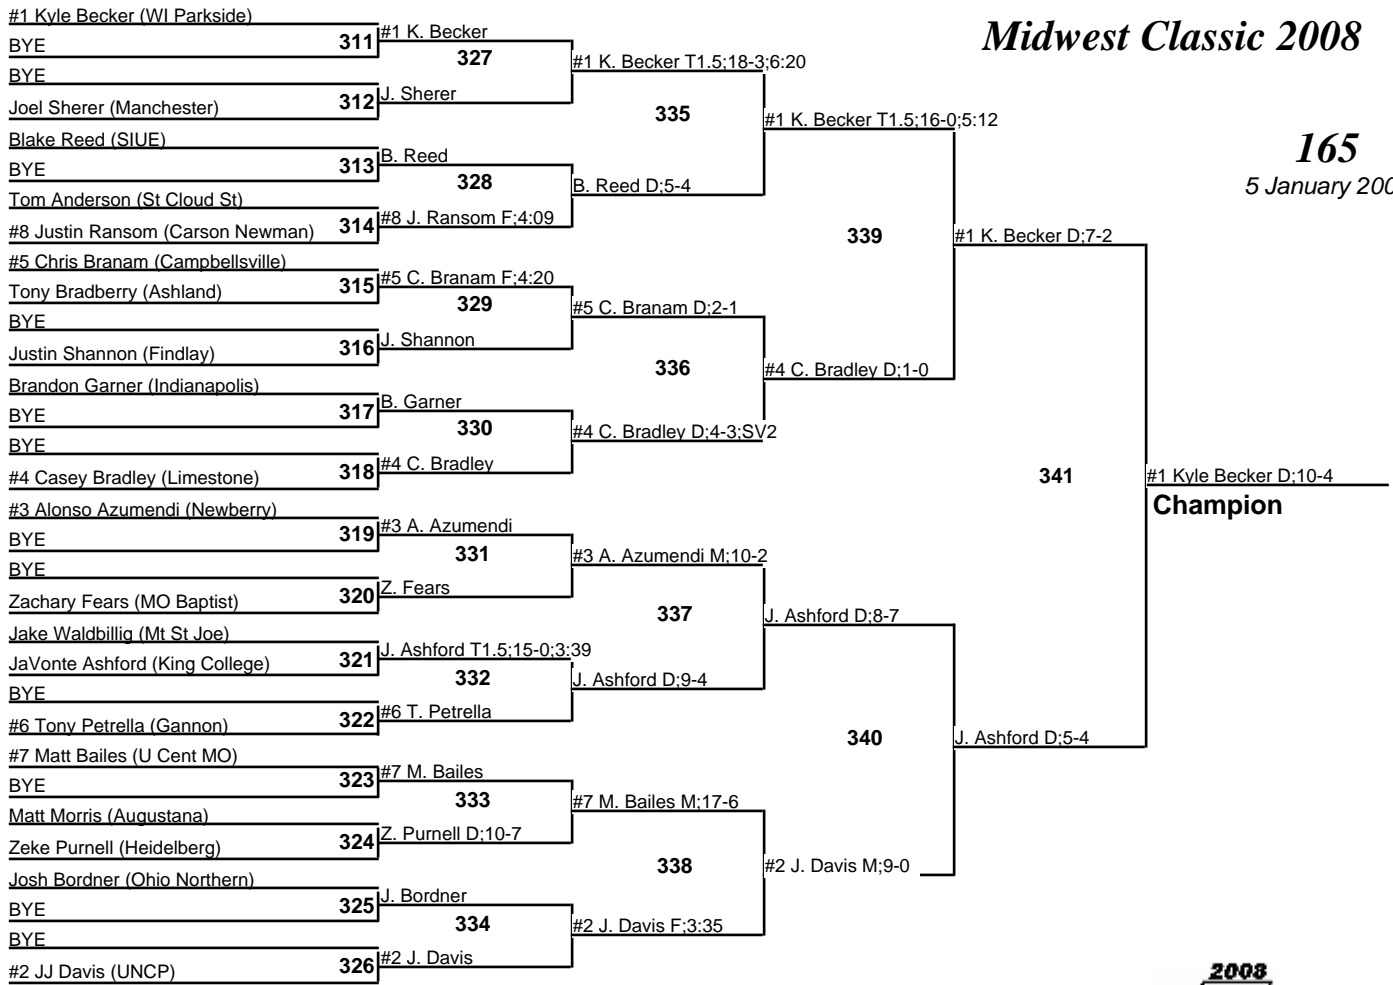 Midwest Classic 2008
165
5 January 200
#1 Kyle Becker (WI Parkside)
BYE
311
BYE
Joel Sherer (Manchester)
312
Blake Reed (SIUE)
BYE
313
Tom Anderson (St Cloud St)
#8 Justin Ransom (Carson Newman)
314
#5 Chris Branam (Campbellsville)
Tony Bradberry (Ashland)
315
BYE
Justin Shannon (Findlay)
316
Brandon Garner (Indianapolis)
BYE
317
BYE
#4 Casey Bradley (Limestone)
318
#3 Alonso Azumendi (Newberry)
BYE
319
BYE
Zachary Fears (MO Baptist)
320
Jake Waldbillig (Mt St Joe)
JaVonte Ashford (King College)
321
BYE
#6 Tony Petrella (Gannon)
322
#7 Matt Bailes (U Cent MO)
BYE
323
Matt Morris (Augustana)
Zeke Purnell (Heidelberg)
324
Josh Bordner (Ohio Northern)
BYE
325
BYE
#2 JJ Davis (UNCP)
326
#1 K. Becker
327
J. Sherer
B. Reed
328
#8 J. Ransom F;4:09
#5 C. Branam F;4:20
329
J. Shannon
B. Garner
330
#4 C. Bradley
#3 A. Azumendi
331
Z. Fears
J. Ashford T1.5;15-0;3:39
332
#6 T. Petrella
#7 M. Bailes
333
Z. Purnell D;10-7
J. Bordner
334
#2 J. Davis
#1 K. Becker T1.5;18-3;6:20
335
B. Reed D;5-4
#5 C. Branam D;2-1
336
#4 C. Bradley D;4-3;SV2
#3 A. Azumendi M;10-2
337
J. Ashford D;9-4
#7 M. Bailes M;17-6
338
#2 J. Davis F;3:35
#1 K. Becker T1.5;16-0;5:12
339
#4 C. Bradley D;1-0
J. Ashford D;8-7
340
#2 J. Davis M;9-0
#1 K. Becker D;7-2
341
J. Ashford D;5-4
#1 Kyle Becker D;10-4
Champion
2008